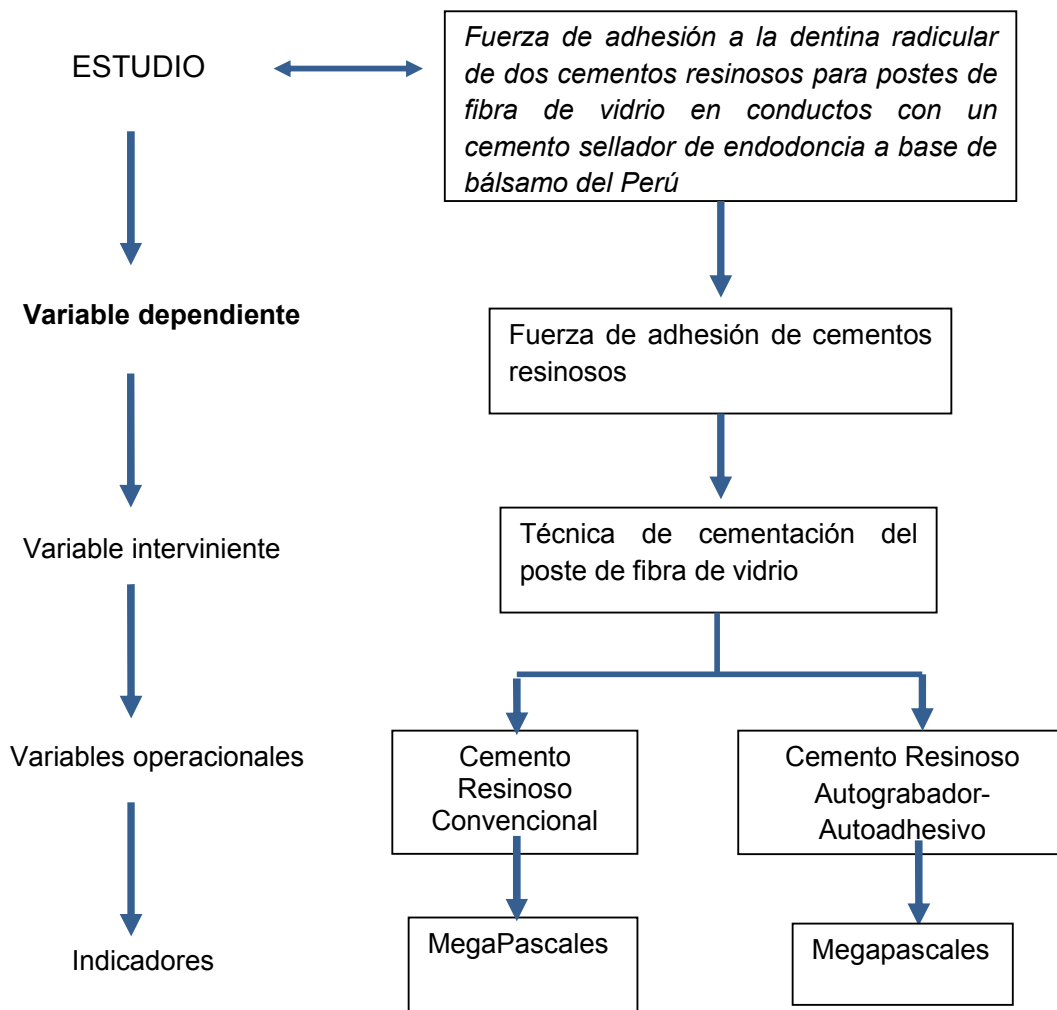 ESTUDIO
Fuerza de adhesión a la dentina radicular
de dos cementos resinosos para postes de
fibra de vidrio en conductos con un
cemento sellador de endodoncia a base de
bálsamo del Perú
Variable dependiente
Fuerza de adhesión de cementos
resinosos
Variable interviniente
Técnica de cementación del
poste de fibra de vidrio
Variables operacionales
Cemento
Resinoso
Convencional
Cemento Resinoso
Autograbador-
Autoadhesivo
Indicadores
MegaPascales
Megapascales